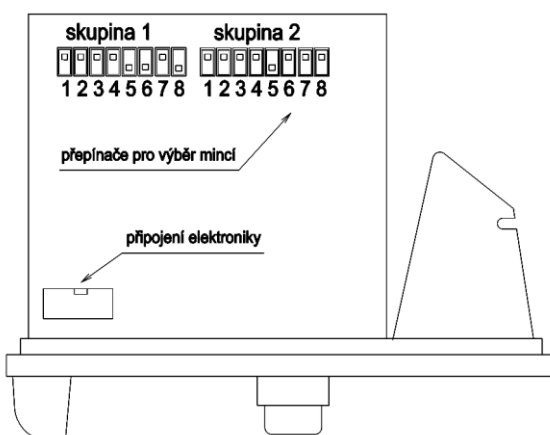 skupina 1 skupina 2
1 2 3 4 5 6 7 8 1 2 3 4 5 6 7 8
přepínače pro výběr mincí
připojení elektroniky